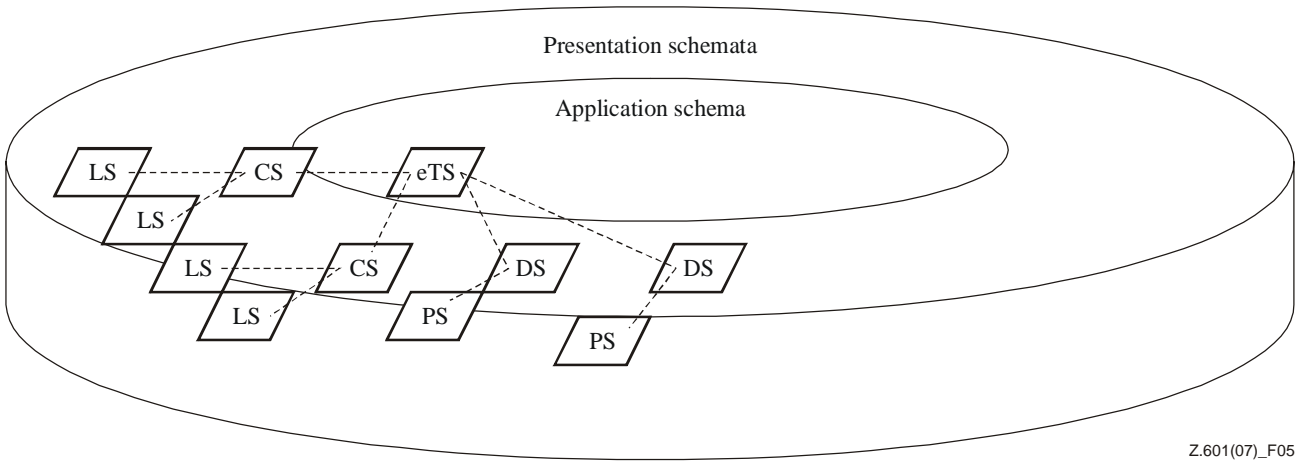 Presentation schemata
Application schema
LS
CS
eTS
LS
LS
CS
DS
DS
LS
PS
PS
Z.601(07)_F05